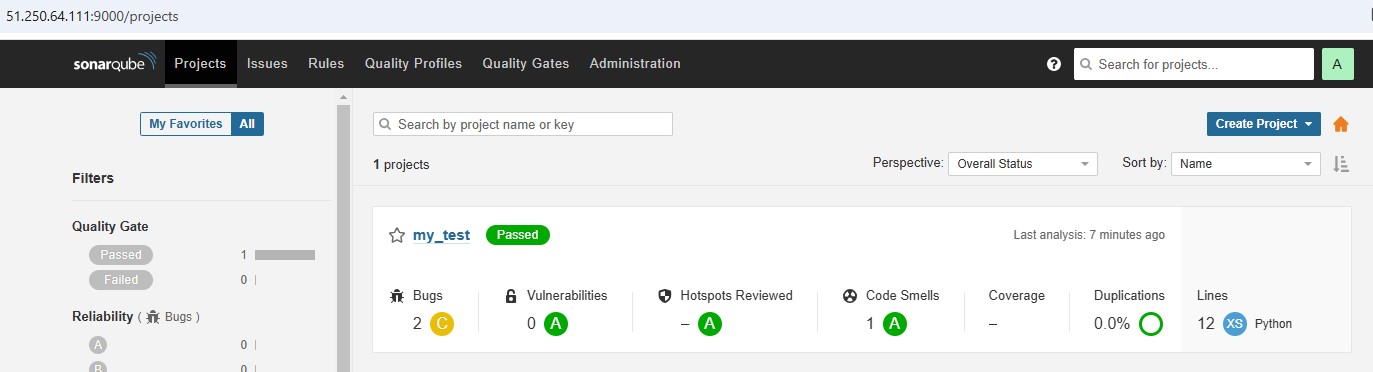 51.250.64.111:9000/projects
sonarqube Projects Issues Rules Quality Profiles Quality Gates Administration ? Search for projects... A
My Favorites All
Search by project name or key
Create Project
1 projects
Perspective: Overall Status
Sort by: Name
Filters
Quality Gate
Passed 1
Failed 0
Reliability ( Bugs )
A 0
B 0
my_test Passed
Last analysis: 7 minutes ago
Bugs Vulnerabilities Hotspots Reviewed Code Smells Coverage Duplications Lines
2 C 0 A – A 1 A – 0.0% 12 XS Python